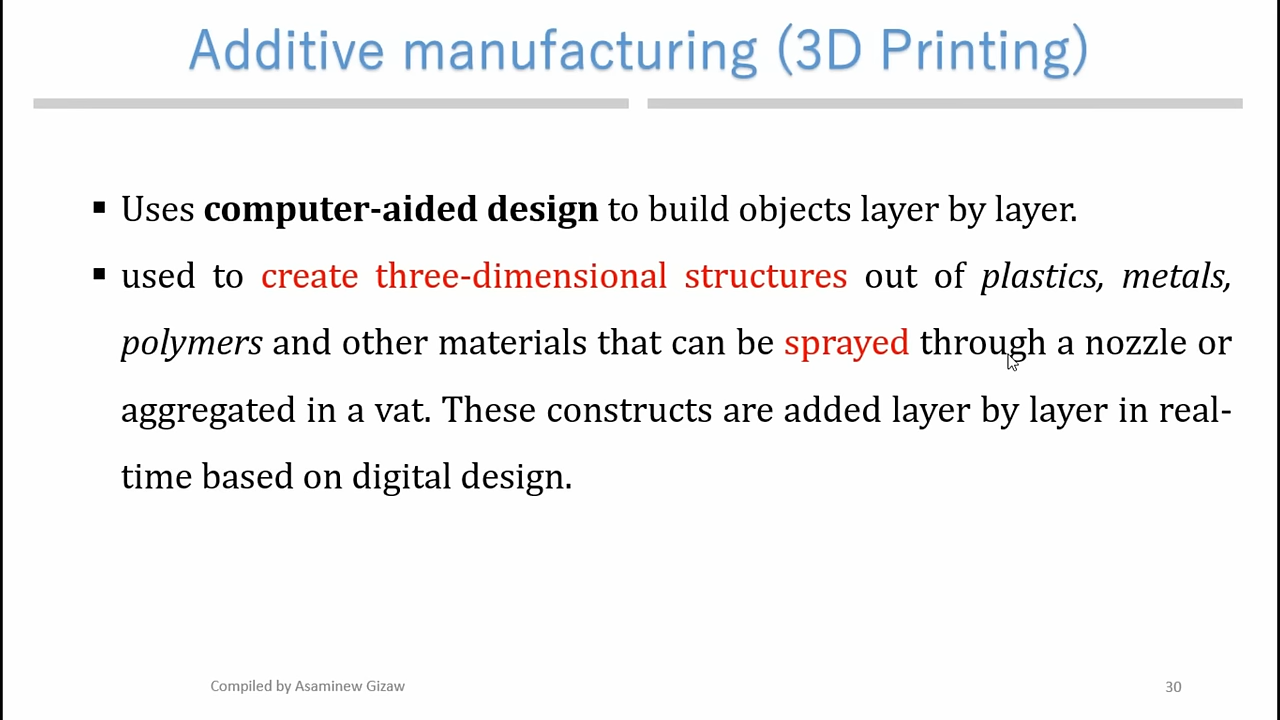 Additive manufacturing (3D Printing)
▪ Uses computer-aided design to build objects layer by layer.
▪ used to create three-dimensional structures out of plastics, metals,
polymers and other materials that can be sprayed through a nozzle or
aggregated in a vat. These constructs are added layer by layer in real-
time based on digital design.
Compiled by Asaminew Gizaw
30